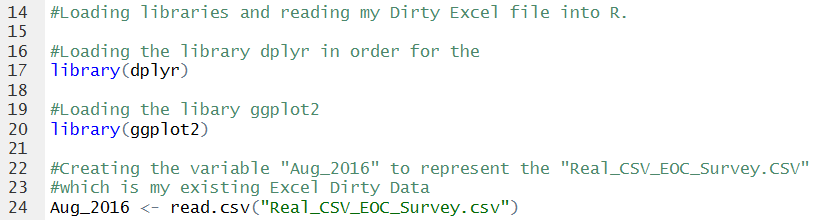 14 #Loading libraries and reading my Dirty Excel file into R.
15
16 #Loading the library dplyr in order for the
17 library(dplyr)
18
19 #Loading the libary ggplot2
20 library(ggplot2)
21
22 #Creating the variable "Aug_2016" to represent the "Real_CSV_EOC_Survey.CSV"
23 #which is my existing Excel Dirty Data
24 Aug_2016 <- read.csv("Real_CSV_EOC_Survey.csv")